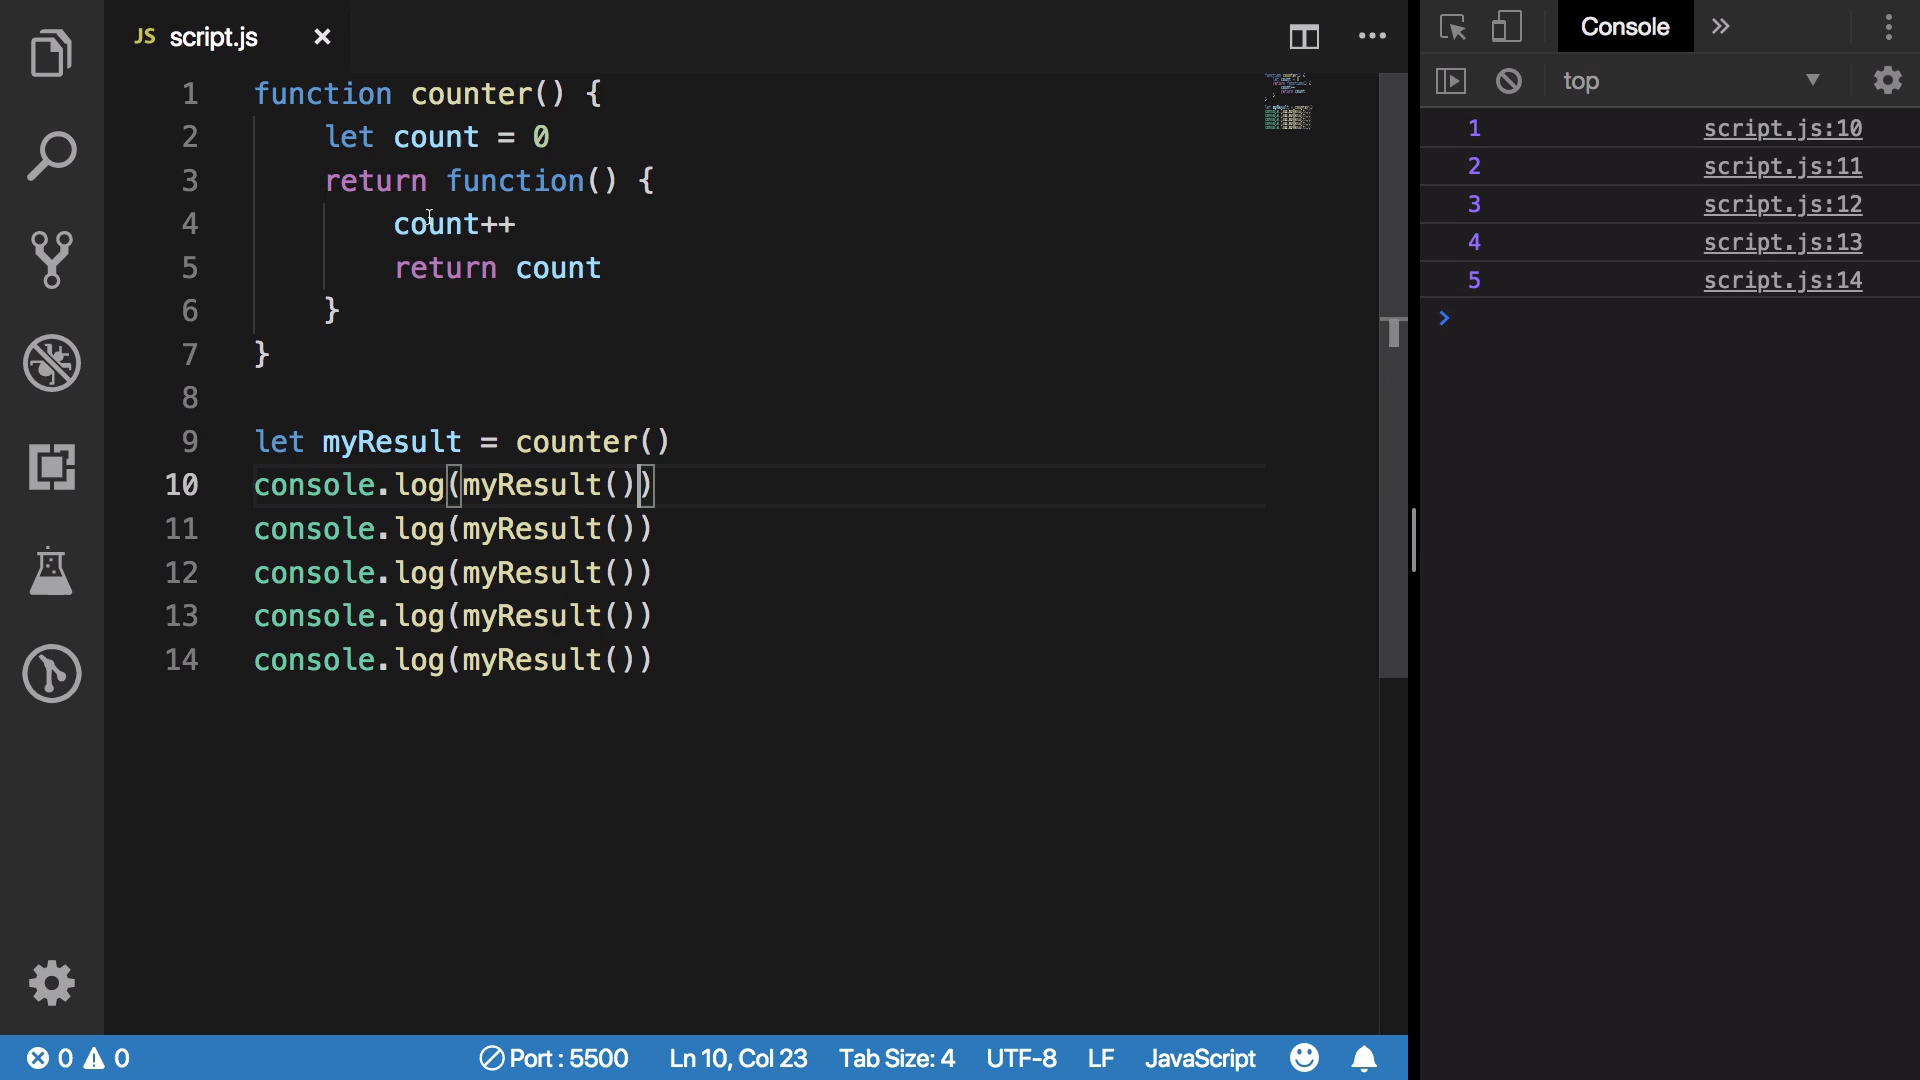 JS script.js ×
1 function counter() {
2 let count = 0
3 return function() {
4 count++
5 return count
6 }
7 }
8
9 let myResult = counter()
10 console.log(myResult())
11 console.log(myResult())
12 console.log(myResult())
13 console.log(myResult())
14 console.log(myResult())
0 0 Port : 5500 Ln 10, Col 23 Tab Size: 4 UTF-8 LF JavaScript
Console »
top
1 script.js:10
2 script.js:11
3 script.js:12
4 script.js:13
5 script.js:14
>